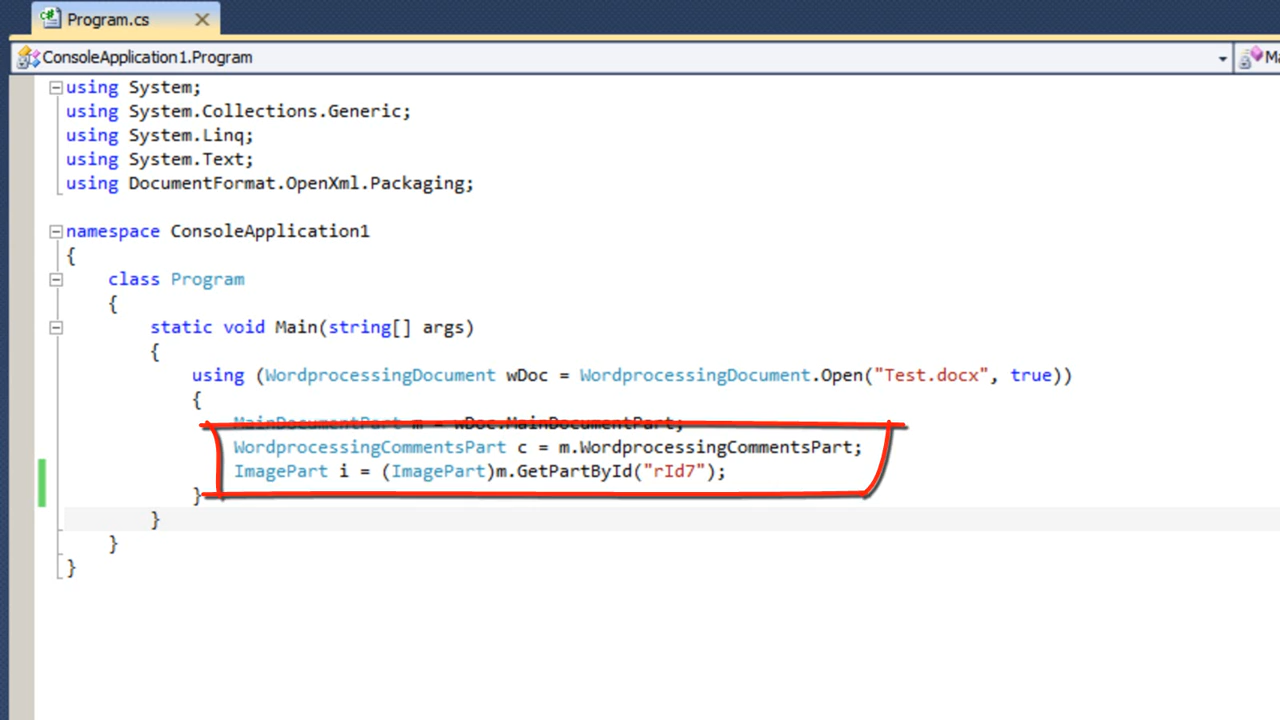 Program.cs
ConsoleApplication1.Program
Ma
using System;
using System.Collections.Generic;
using System.Linq;
using System.Text;
using DocumentFormat.OpenXml.Packaging;
namespace ConsoleApplication1
{
class Program
{
static void Main(string[] args)
{
using (WordprocessingDocument wDoc = WordprocessingDocument.Open("Test.docx", true))
{
MainDocumentPart m = wDoc.MainDocumentPart;
WordprocessingCommentsPart c = m.WordprocessingCommentsPart;
ImagePart i = (ImagePart)m.GetPartById("rId7");
}
}
}
}